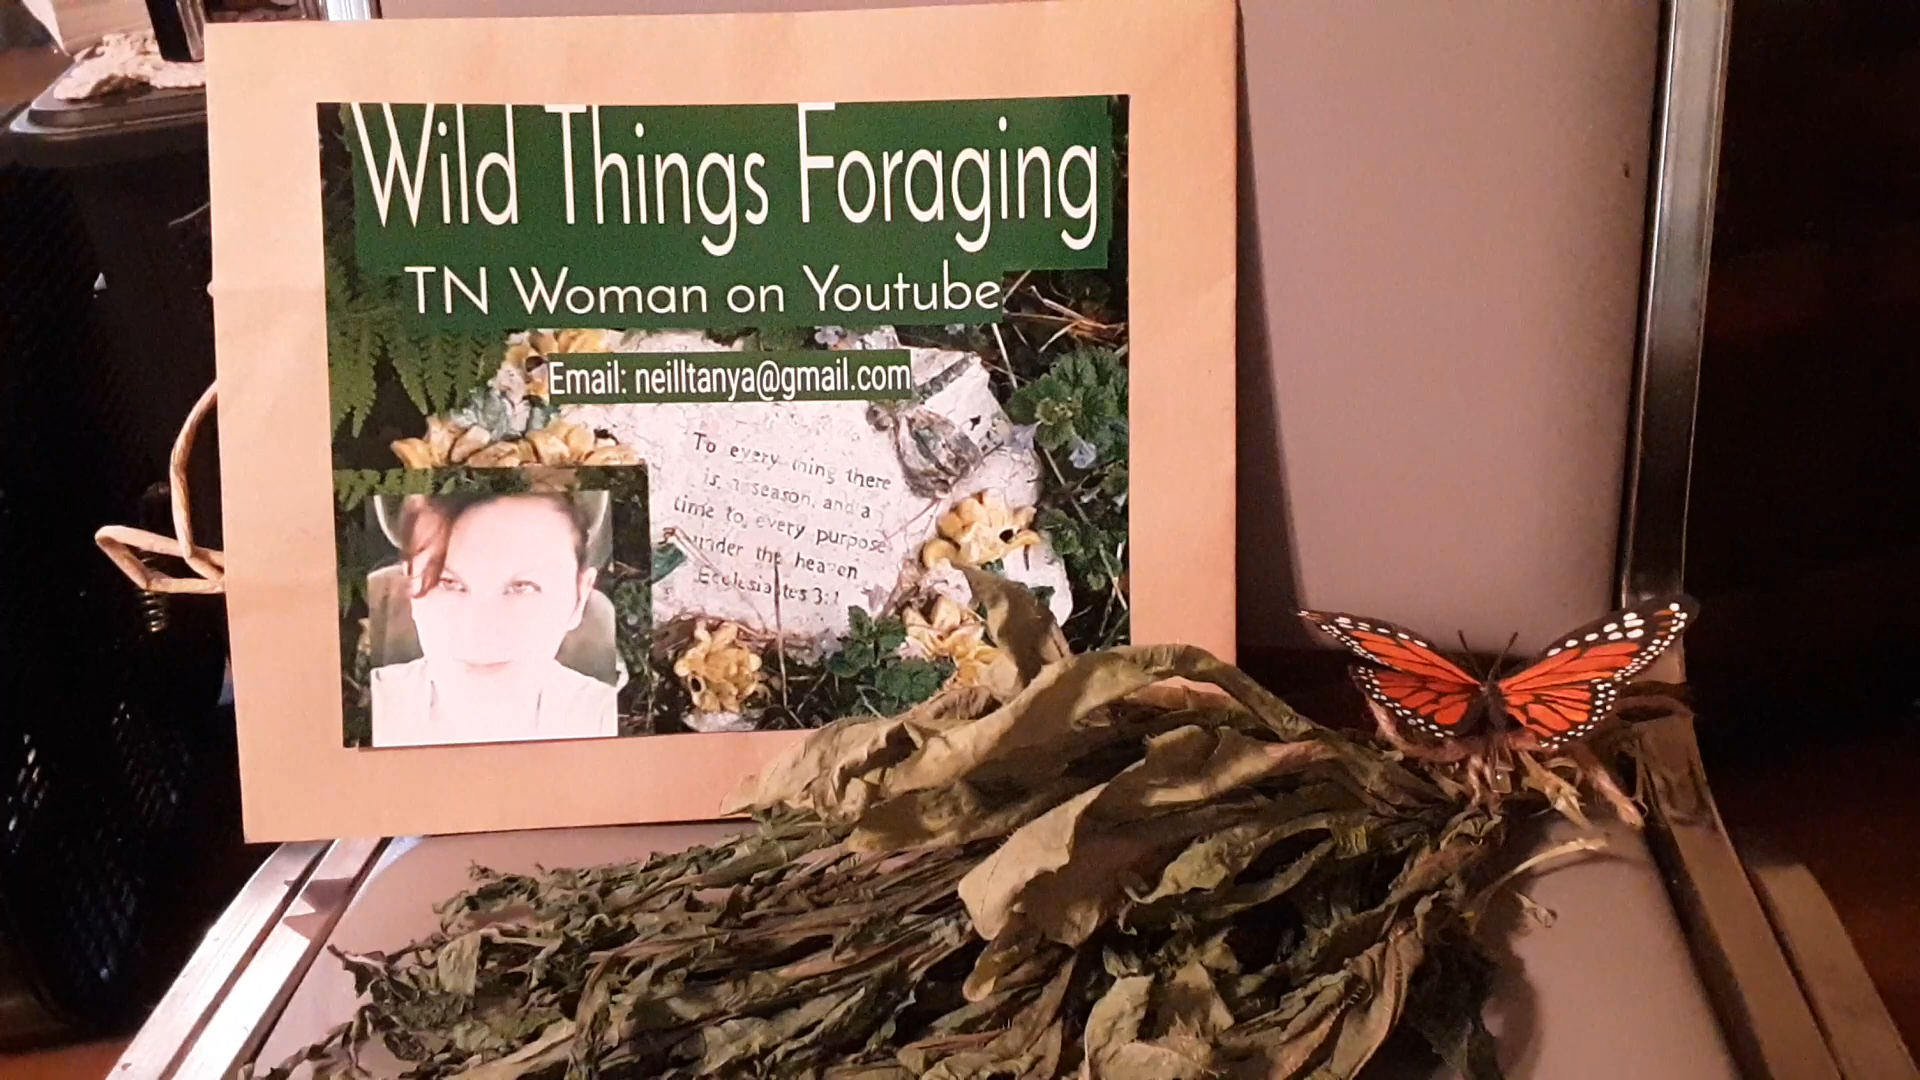 Wild Things Foraging
TN Woman on Youtube
Email: neilltanya@gmail.com
To every thing there
is a season, and a
time to every purpose
under the heaven
Ecclesiastes 3:1